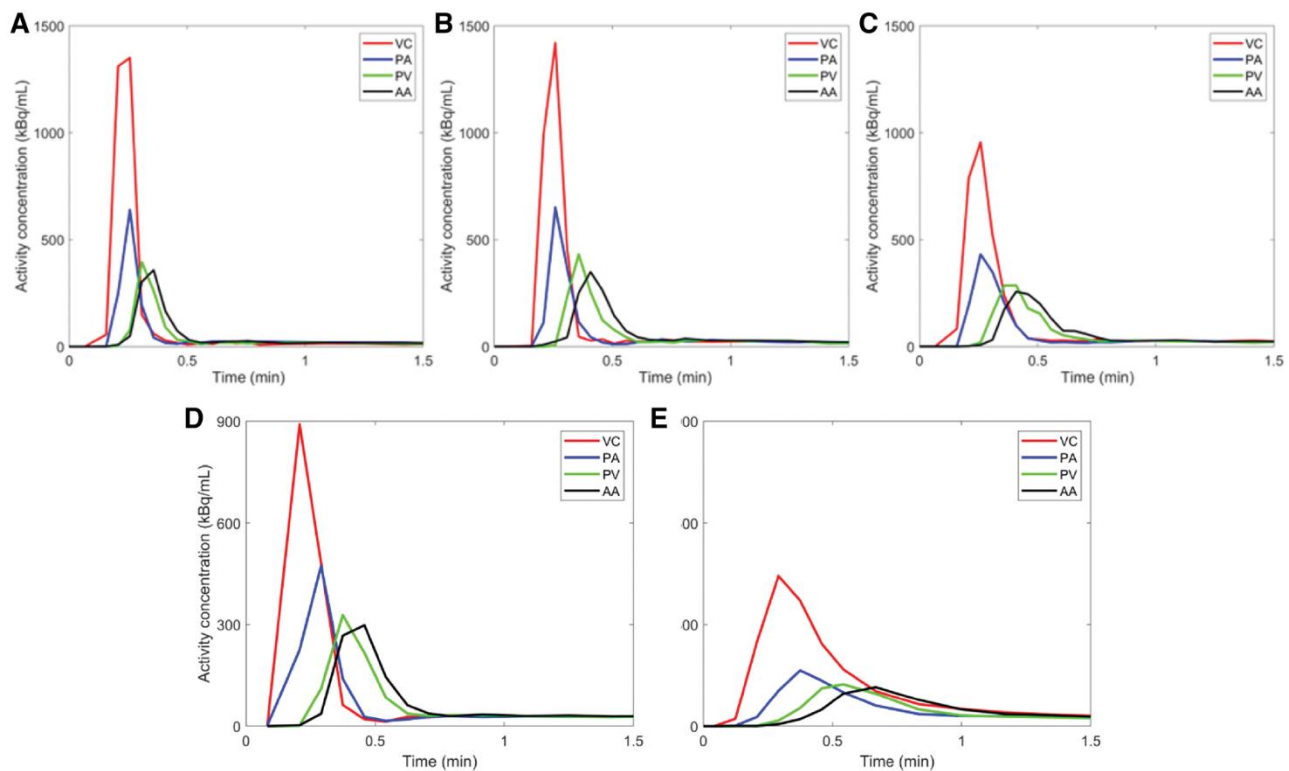 A
Activity concentration (kBq/mL)
1500
1000
500
0
0 0.5 1 1.5
Time (min)
VC
PA
PV
AA
B
Activity concentration (kBq/mL)
1500
1000
500
0
0 0.5 1 1.5
Time (min)
VC
PA
PV
AA
C
Activity concentration (kBq/mL)
1500
1000
500
0
0 0.5 1 1.5
Time (min)
VC
PA
PV
AA
D
Activity concentration (kBq/mL)
900
600
300
0
0 0.5 1 1.5
Time (min)
VC
PA
PV
AA
E
00
00
00
0
0 0.5 1 1.5
Time (min)
VC
PA
PV
AA